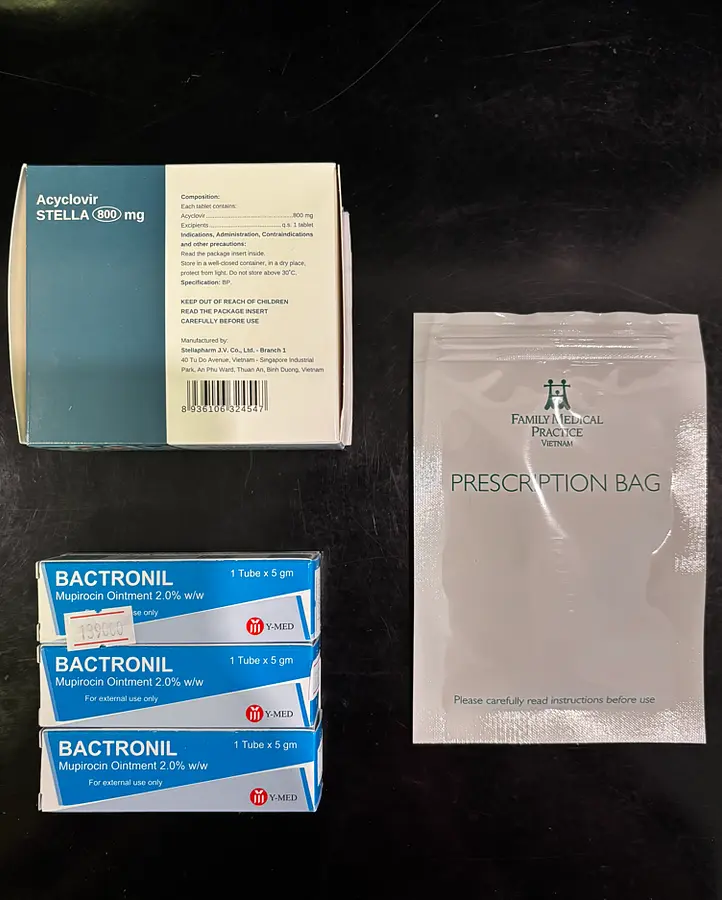 Acyclovir
STELLA 800 mg
Composition:
Each tablet contains:
Acyclovir................................800 mg
Excipients............................q.s. 1 tablet
Indications, Administration, Contraindications
and other precautions:
Read the package insert inside.
Store in a well-closed container, in a dry place,
protect from light. Do not store above 30°C.
Specification: BP.
KEEP OUT OF REACH OF CHILDREN
READ THE PACKAGE INSERT
CAREFULLY BEFORE USE
Manufactured by:
Stellapharm J.V. Co., Ltd. - Branch 1
40 Tu Do Avenue, Vietnam - Singapore Industrial
Park, An Phu Ward, Thuan An, Binh Duong, Vietnam
8 936106 324547
BACTRONIL 1 Tube x 5 gm
Mupirocin Ointment 2.0% w/w
use only
199000
Y-MED
BACTRONIL 1 Tube x 5 gm
Mupirocin Ointment 2.0% w/w
For external use only
Y-MED
BACTRONIL 1 Tube x 5 gm
Mupirocin Ointment 2.0% w/w
For external use only
Y-MED
FAMILY MEDICAL
PRACTICE
VIETNAM
PRESCRIPTION BAG
Please carefully read instructions before use